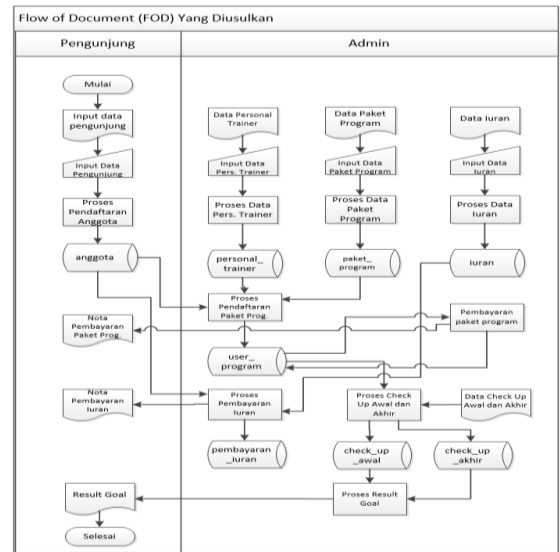 Flow of Document (FOD) Yang Diusulkan
Pengunjung
Admin
Mulai
Input data
pengunjung
Input Data
Pengunjung
Proses
Pendaftaran
Anggota
anggota
Nota
Pembayaran
Paket Prog.
Nota
Pembayaran
Iuran
Result Goal
Selesai
Data Personal
Trainer
Input Data
Pers. Trainer
Proses Data
Pers. Trainer
personal_
trainer
Proses
Pendaftaran
Paket Prog.
user_
program
Proses
Pembayaran
Iuran
pembayaran
_iuran
Data Paket
Program
Input Data
Paket Program
Proses Data
Paket
Program
paket_
program
Data Iuran
Input Data
Iuran
Proses Data
Iuran
iuran
Pembayaran
paket program
Proses Check
Up Awal dan
Akhir
Data Check Up
Awal dan Akhir
check_up
_awal
check_up
_akhir
Proses Result
Goal